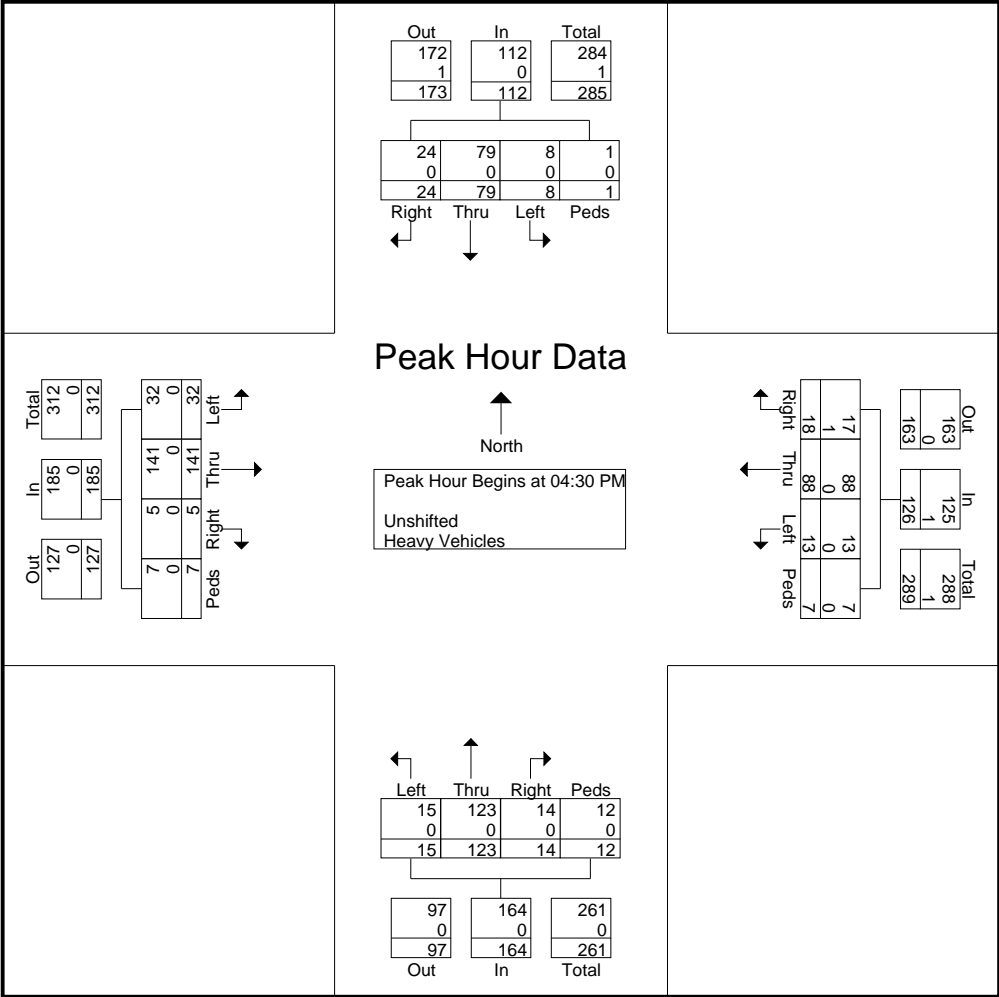 Out In Total
172 112 284
1 0 1
173 112 285
24 79 8 1
0 0 0 0
24 79 8 1
Right Thru Left Peds
Peak Hour Data
North
Peak Hour Begins at 04:30 PM
Unshifted
Heavy Vehicles
Total
312
0
312
In
185
0
185
Out
127
0
127
32
0
32
Left
141
0
141
Thru
5
0
5
Right
7
0
7
Peds
Right
18
1
17
Thru
88
0
88
Left
13
0
13
Peds
7
0
7
Out
163
0
163
In
125
1
126
Total
288
1
289
Left Thru Right Peds
15 123 14 12
0 0 0 0
15 123 14 12
97 164 261
0 0 0
97 164 261
Out In Total